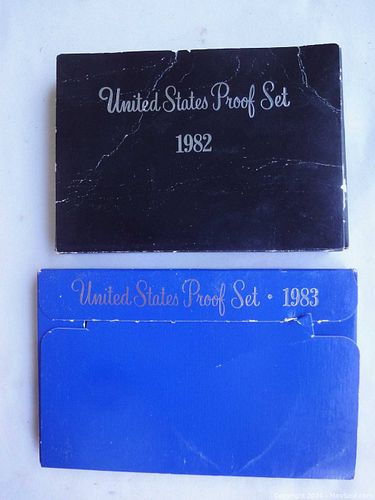 United States Proof Set
1982
United States Proof Set • 1983